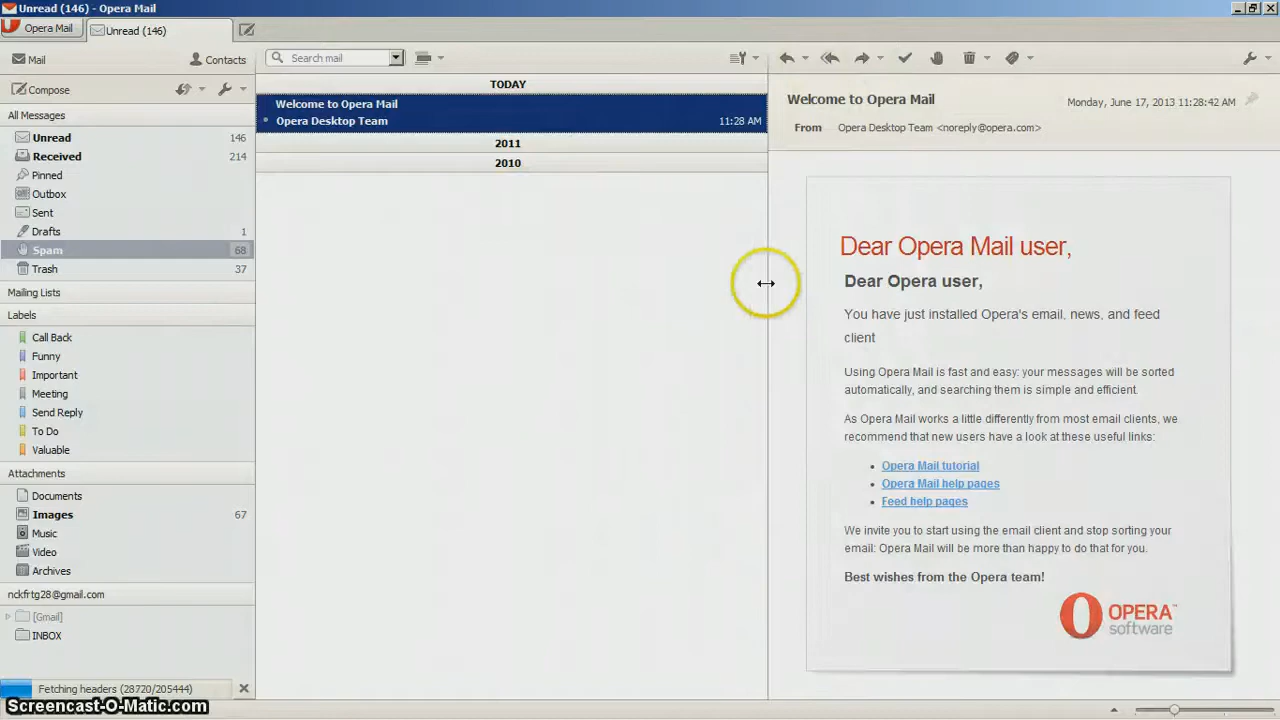 Unread (146) - Opera Mail
Opera Mail
Unread (146)
Mail
Contacts
Search mail
Compose
All Messages
Unread 146
Received 214
Pinned
Outbox
Sent
Drafts 1
Spam 68
Trash 37
Mailing Lists
Labels
Call Back
Funny
Important
Meeting
Send Reply
To Do
Valuable
Attachments
Documents
Images 67
Music
Video
Archives
nckfrtg28@gmail.com
[Gmail]
INBOX
Fetching headers (28720/205444)
Screencast-O-Matic.com
TODAY
Welcome to Opera Mail
Opera Desktop Team 11:28 AM
2011
2010
Welcome to Opera Mail
Monday, June 17, 2013 11:28:42 AM
From Opera Desktop Team <noreply@opera.com>
Dear Opera Mail user,
Dear Opera user,
You have just installed Opera's email, news, and feed
client
Using Opera Mail is fast and easy: your messages will be sorted
automatically, and searching them is simple and efficient.
As Opera Mail works a little differently from most email clients, we
recommend that new users have a look at these useful links:
• Opera Mail tutorial
• Opera Mail help pages
• Feed help pages
We invite you to start using the email client and stop sorting your
email: Opera Mail will be more than happy to do that for you.
Best wishes from the Opera team!
OPERA™
software